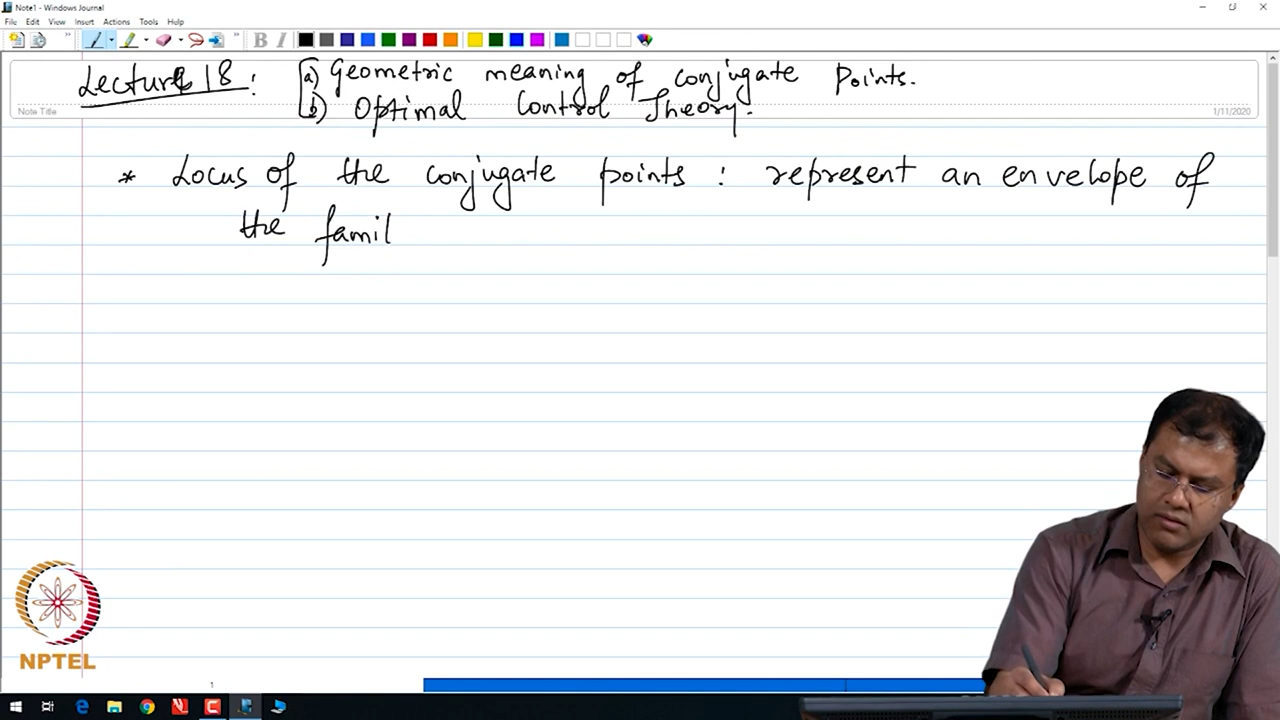 Note1 - Windows Journal
File Edit View Insert Actions Tools Help
B I
Lecture 18 : (a) Geometric meaning of conjugate Points.
(b) Optimal Control Theory.
Note Title
1/11/2020
* Locus of the conjugate points : represent an envelope of
the famil
NPTEL
1